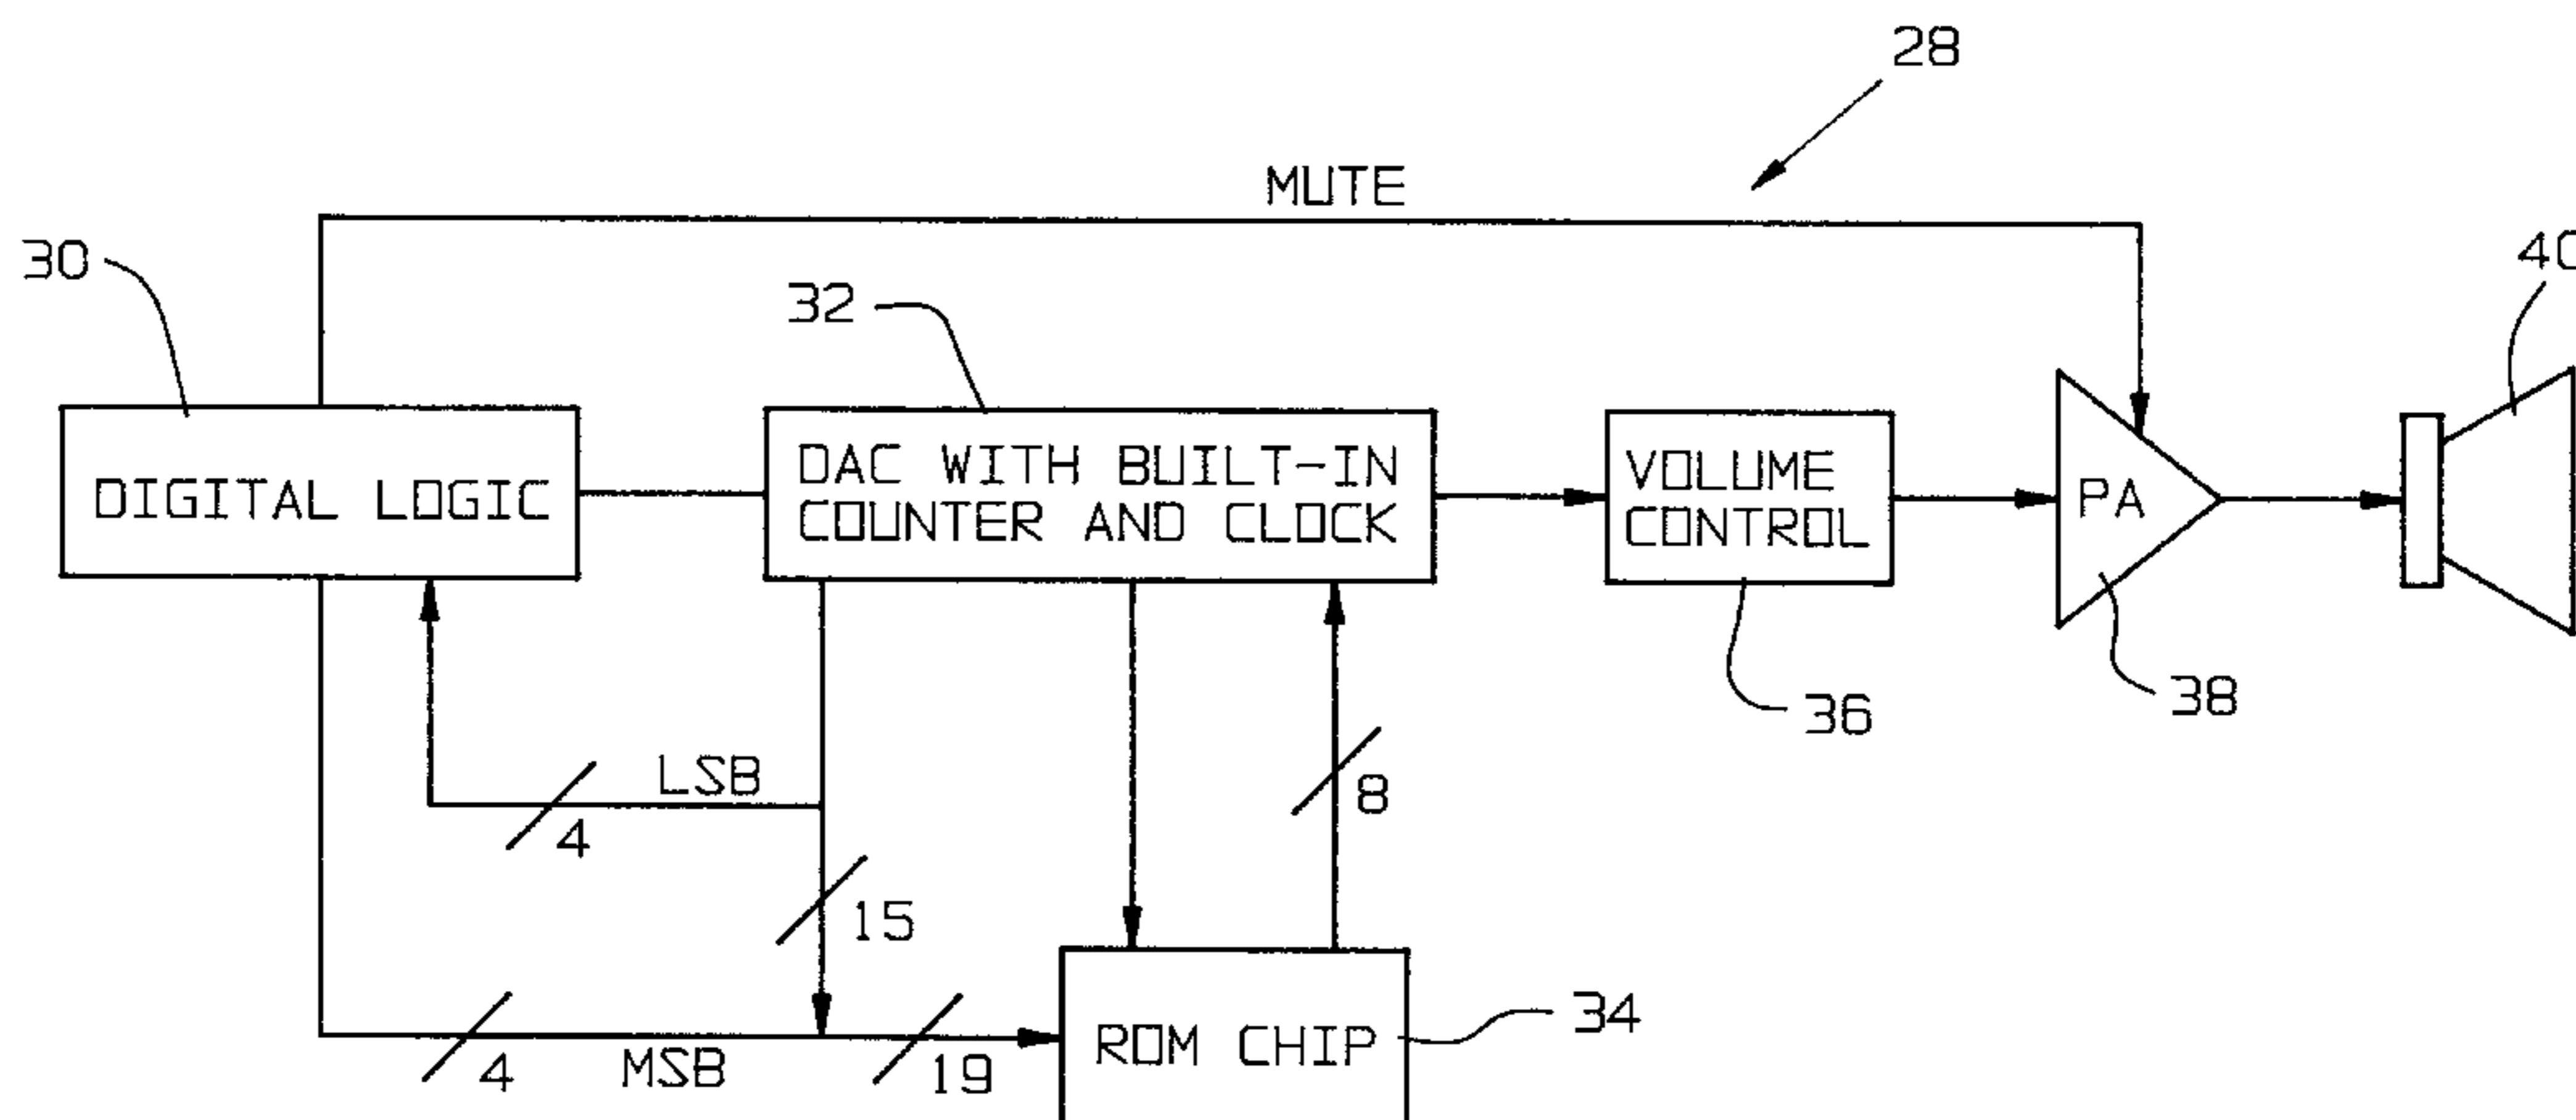 28
MUTE
30
32
40
DIGITAL LOGIC
DAC WITH BUILT-IN
COUNTER AND CLOCK
VOLUME
CONTROL
PA
36
38
LSB
4
8
15
4
MSB
19
ROM CHIP
34